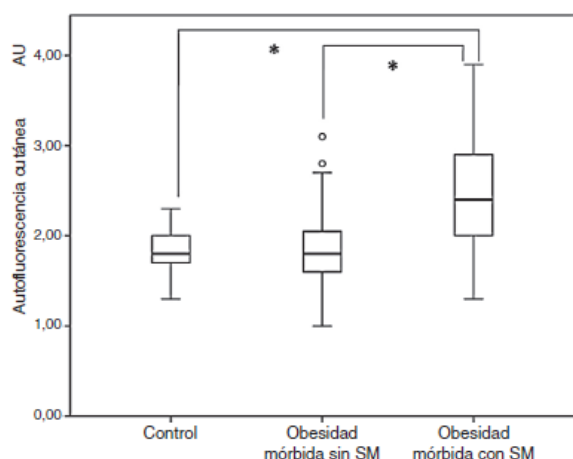 AU
Autofluorescencia cutánea
4,00
3,00
2,00
1,00
0,00
*
*
Control
Obesidad
mórbida sin SM
Obesidad
mórbida con SM